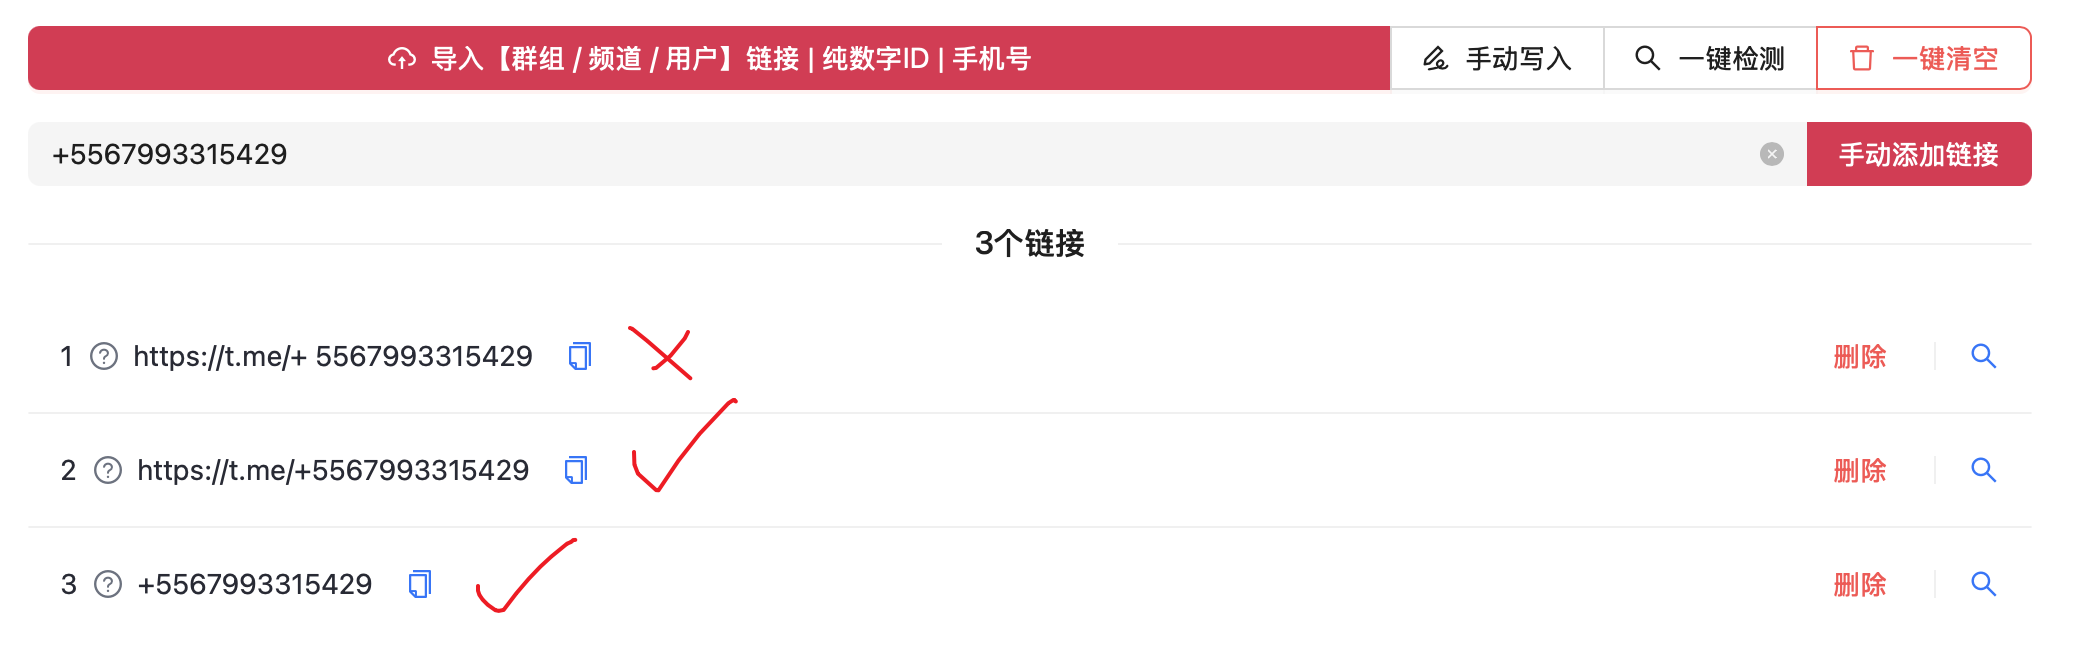 导入【群组 / 频道 / 用户】链接 | 纯数字ID | 手机号 手动写入 一键检测 一键清空
+5567993315429 手动添加链接
3个链接
1 https://t.me/+ 5567993315429 删除
2 https://t.me/+5567993315429 删除
3 +5567993315429 删除